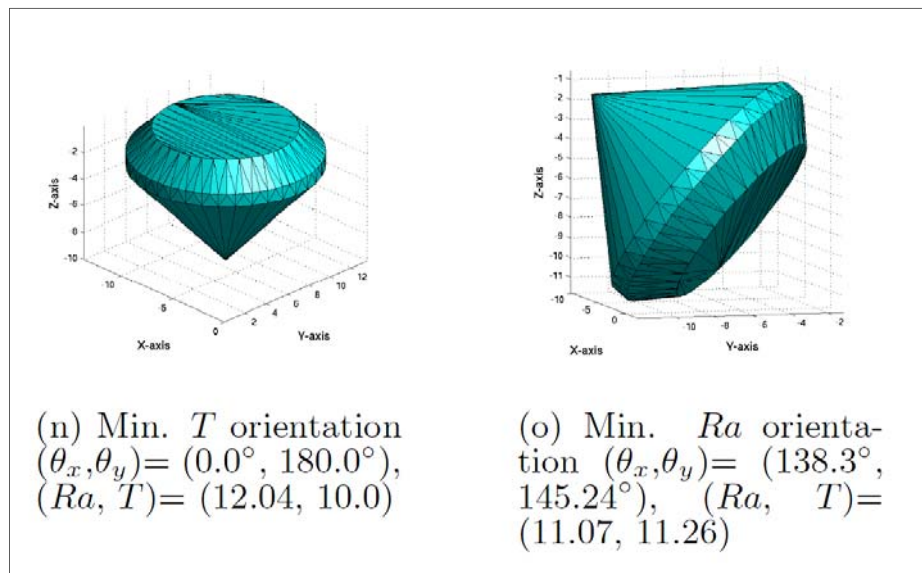 -2
-4
-6
-8
-10
Z-axis
-10
-5
0
X-axis
2
4
6
8
10
12
Y-axis
-1
-2
-3
-4
-5
-6
-7
-8
-9
-10
-11
Z-axis
-10
-5
0
X-axis
-10
-8
-6
-4
-2
Y-axis
(n) Min. T orientation
(θx,θy)= (0.0°, 180.0°),
(Ra, T)= (12.04, 10.0)
(o) Min. Ra orienta-
tion (θx,θy)= (138.3°,
145.24°), (Ra, T)=
(11.07, 11.26)